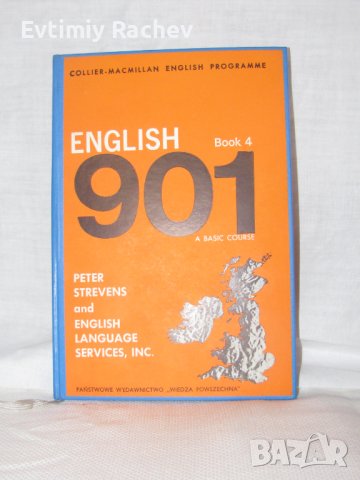 Evtimiy Rachev
COLLIER-MACMILLAN ENGLISH PROGRAMME
ENGLISH Book 4
901
A BASIC COURSE
PETER
STREVENS
and
ENGLISH
LANGUAGE
SERVICES, INC.
PAŃSTWOWE WYDAWNICTWO „WIEDZA POWSZECHNA"
BAZAR